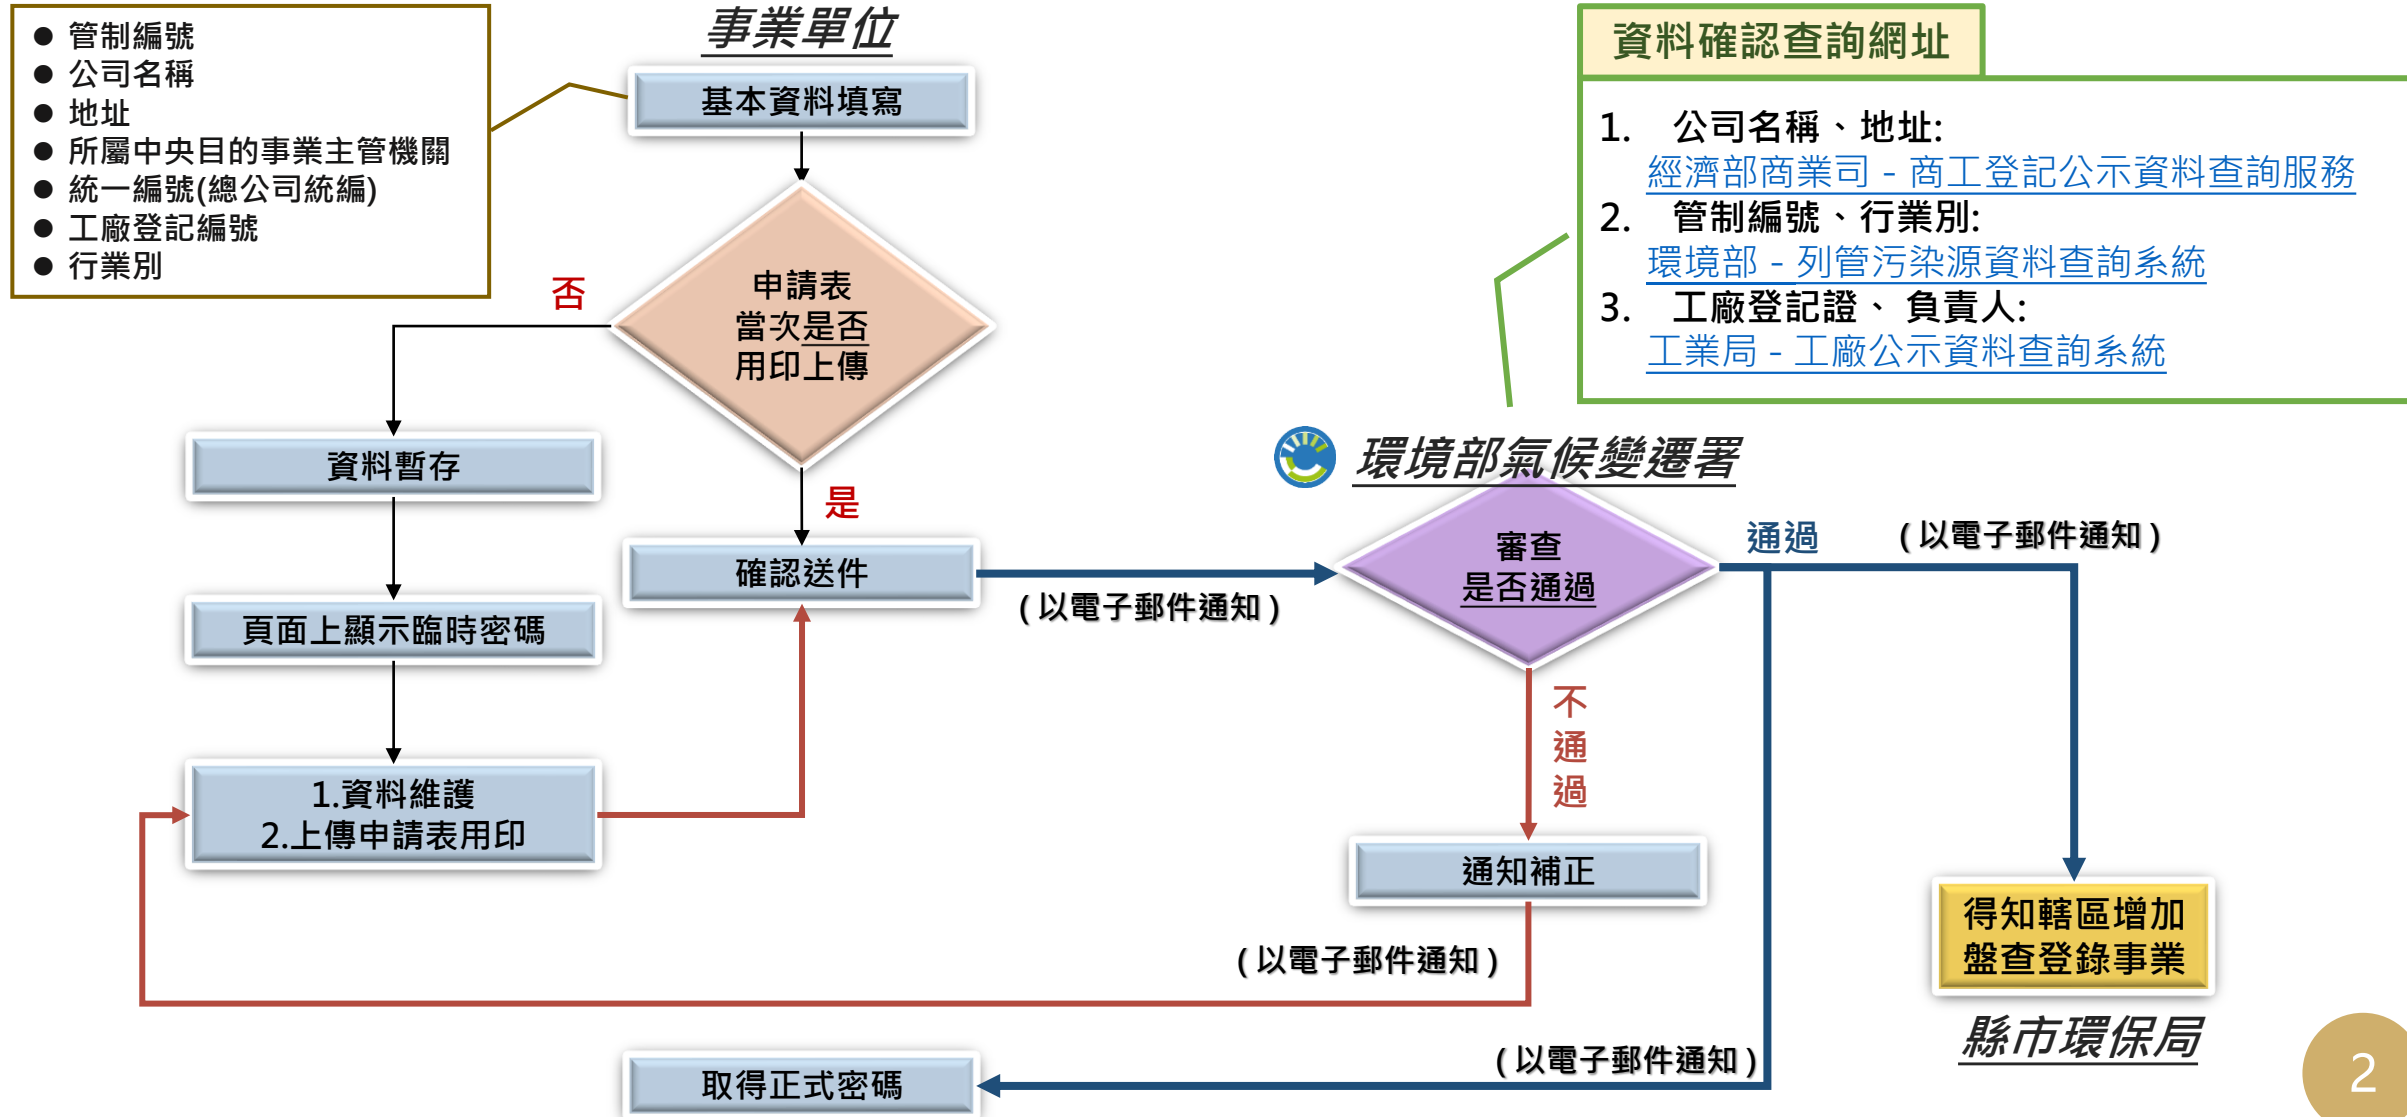 ● 管制編號
● 公司名稱
● 地址
● 所屬中央目的事業主管機關
● 統一編號(總公司統編)
● 工廠登記編號
● 行業別
事業單位
基本資料填寫
申請表
當次是否
用印上傳
否
是
資料暫存
頁面上顯示臨時密碼
1.資料維護
2.上傳申請表用印
確認送件
(以電子郵件通知)
資料確認查詢網址
1. 公司名稱、地址:
經濟部商業司 - 商工登記公示資料查詢服務
2. 管制編號、行業別:
環境部 - 列管污染源資料查詢系統
3. 工廠登記證、 負責人:
工業局 - 工廠公示資料查詢系統
環境部氣候變遷署
審查
是否通過
通過
(以電子郵件通知)
不
通
過
通知補正
(以電子郵件通知)
得知轄區增加
盤查登錄事業
縣市環保局
(以電子郵件通知)
取得正式密碼
2